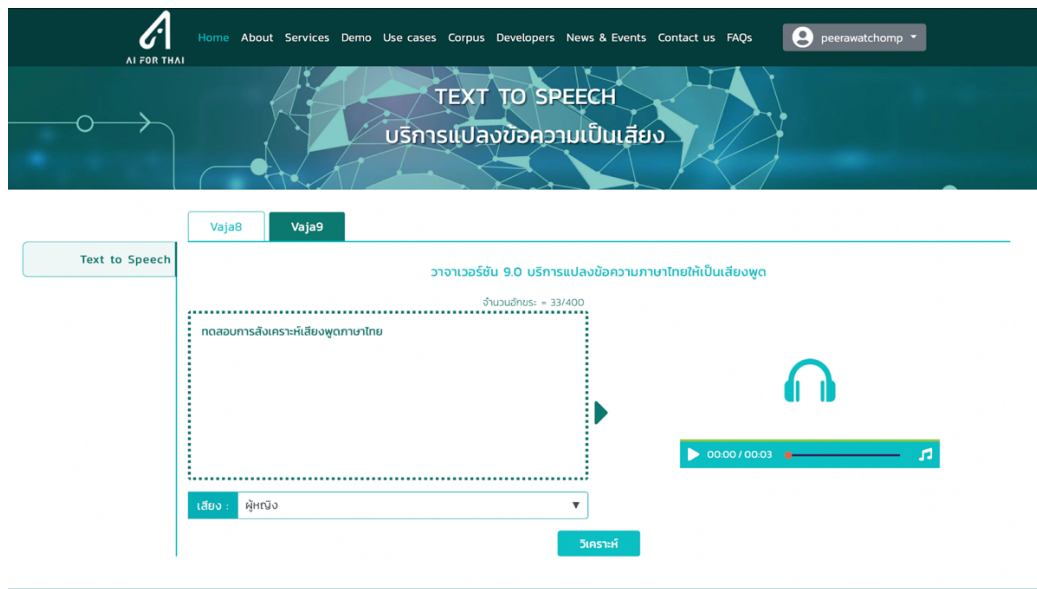 AI FOR THAI
Home About Services Demo Use cases Corpus Developers News & Events Contact us FAQs
peerawatchomp
TEXT TO SPEECH
บริการแปลงข้อความเป็นเสียง
Vaja8 Vaja9
Text to Speech
วาจาเวอร์ชัน 9.0 บริการแปลงข้อความภาษาไทยให้เป็นเสียงพูด
จำนวนอักขระ = 33/400
ทดสอบการสังเคราะห์เสียงพูดภาษาไทย
00:00 / 00:03
เสียง : ผู้หญิง
วิเคราะห์